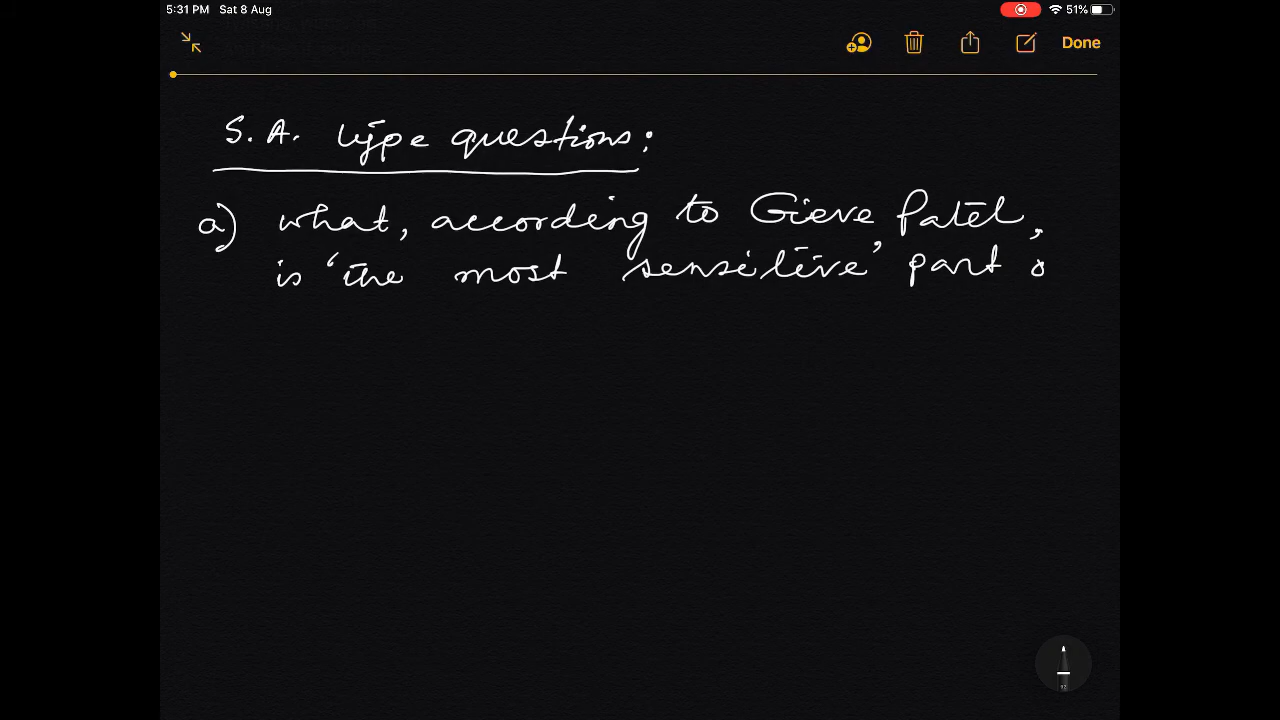 5:31 PM Sat 8 Aug 51%
Done
S. A. type questions:
a) what, according to Gieve Patel,
is 'the most sensitive' part o